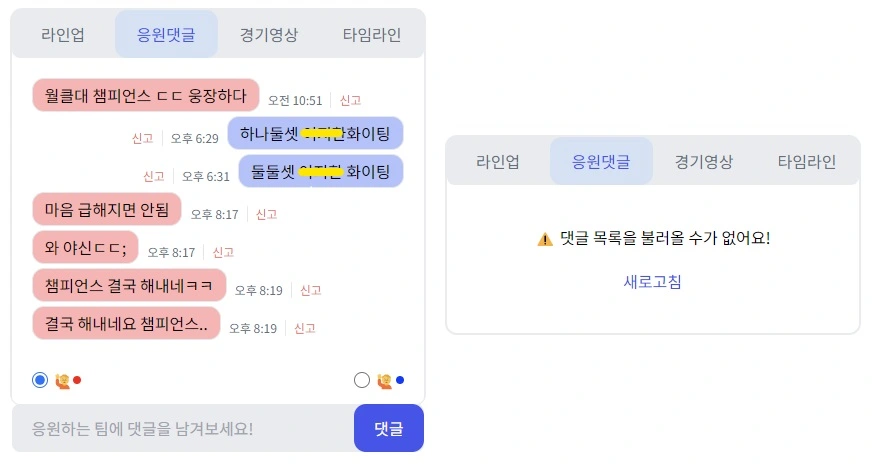 라인업 응원댓글 경기영상 타임라인
월클대 챔피언스 ㄷㄷ 웅장하다 오전 10:51 신고
신고 오후 6:29 하나둘셋 화이팅
신고 오후 6:31 둘둘셋 화이팅
마음 급해지면 안됨 오후 8:17 신고
와 야신ㄷㄷ; 오후 8:17 신고
챔피언스 결국 해내네ㅋㅋ 오후 8:19 신고
결국 해내네요 챔피언스.. 오후 8:19 신고
응원하는 팀에 댓글을 남겨보세요! 댓글
라인업 응원댓글 경기영상 타임라인
댓글 목록을 불러올 수가 없어요!
새로고침